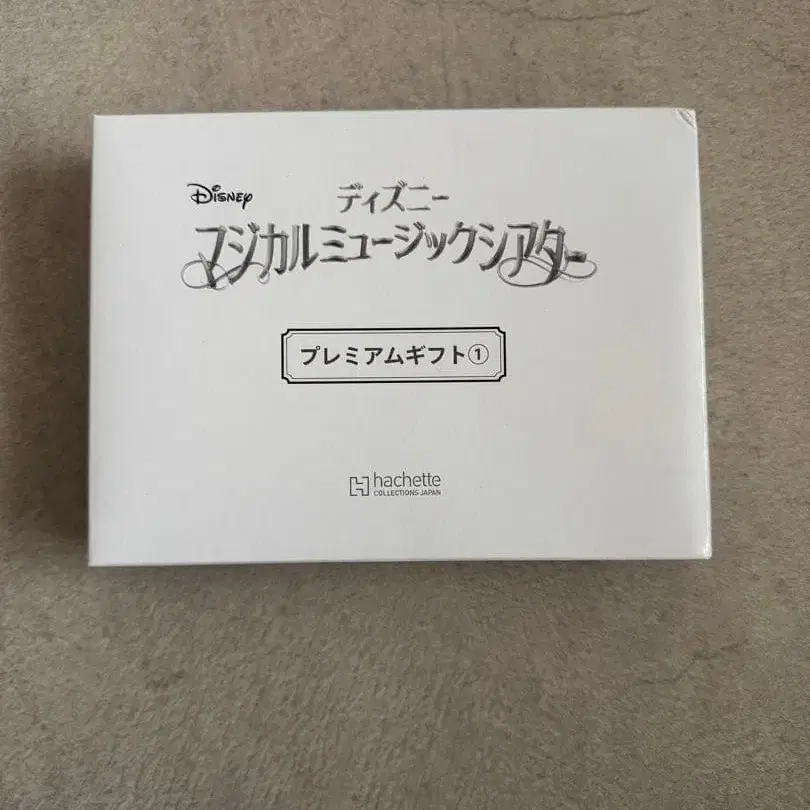 Disney
ディズニー
マジカルミュージックシアター
プレミアムギフト①
hachette
COLLECTIONS JAPAN